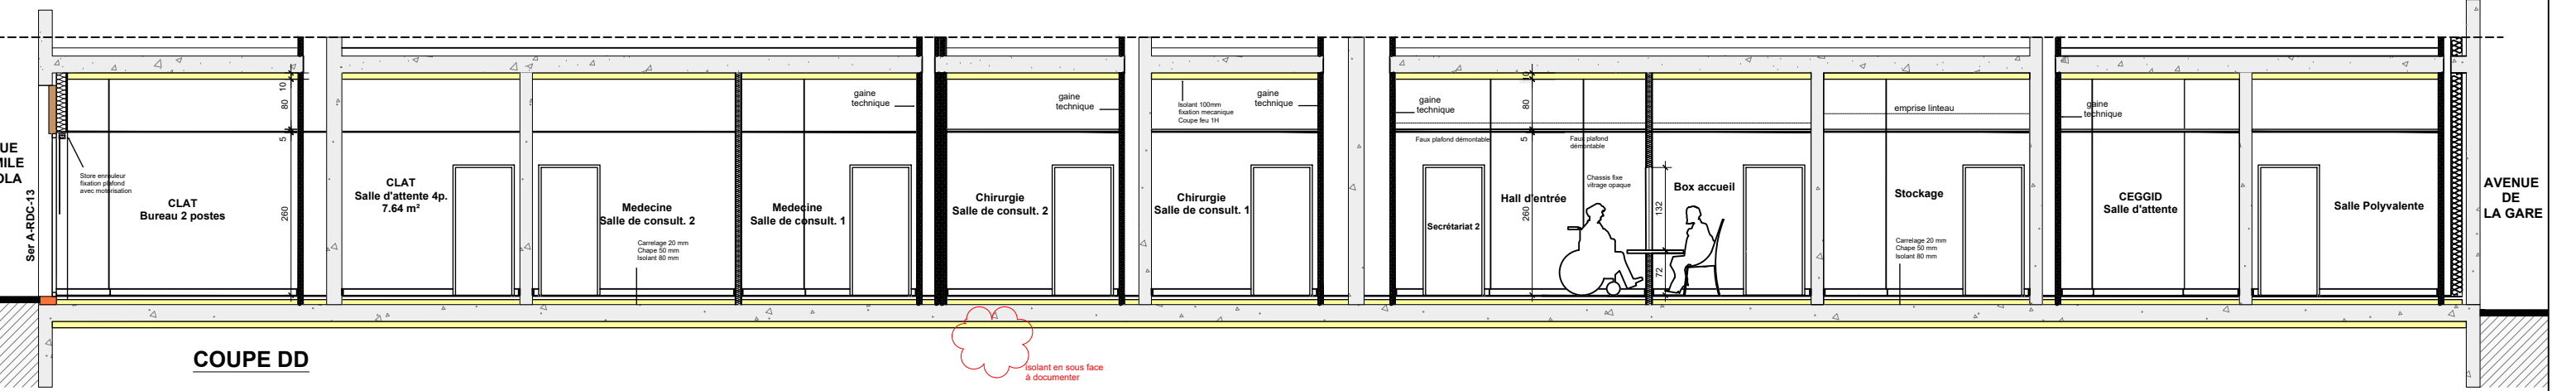 UE
MILE
OLA
Ser A-RDC-13
Store enrouleur
fixation plafond
avec motorisation
CLAT
Bureau 2 postes
10
80
5
260
CLAT
Salle d'attente 4p.
7.64 m²
Medecine
Salle de consult. 2
Carrelage 20 mm
Chape 50 mm
Isolant 80 mm
Medecine
Salle de consult. 1
gaine
technique
Chirurgie
Salle de consult. 2
gaine
technique
Isolant 100mm
fixation mecanique
Coupe feu 1H
Chirurgie
Salle de consult. 1
gaine
technique
gaine
technique
Faux plafond démontable
Secrétariat 2
10
80
5
260
Hall d'entrée
Faux plafond
démontable
Chassis fixe
vitrage opaque
132
72
Box accueil
emprise linteau
Stockage
Carrelage 20 mm
Chape 50 mm
Isolant 80 mm
gaine
technique
CEGGID
Salle d'attente
Salle Polyvalente
AVENUE
DE
LA GARE
COUPE DD
Isolant en sous face
à documenter